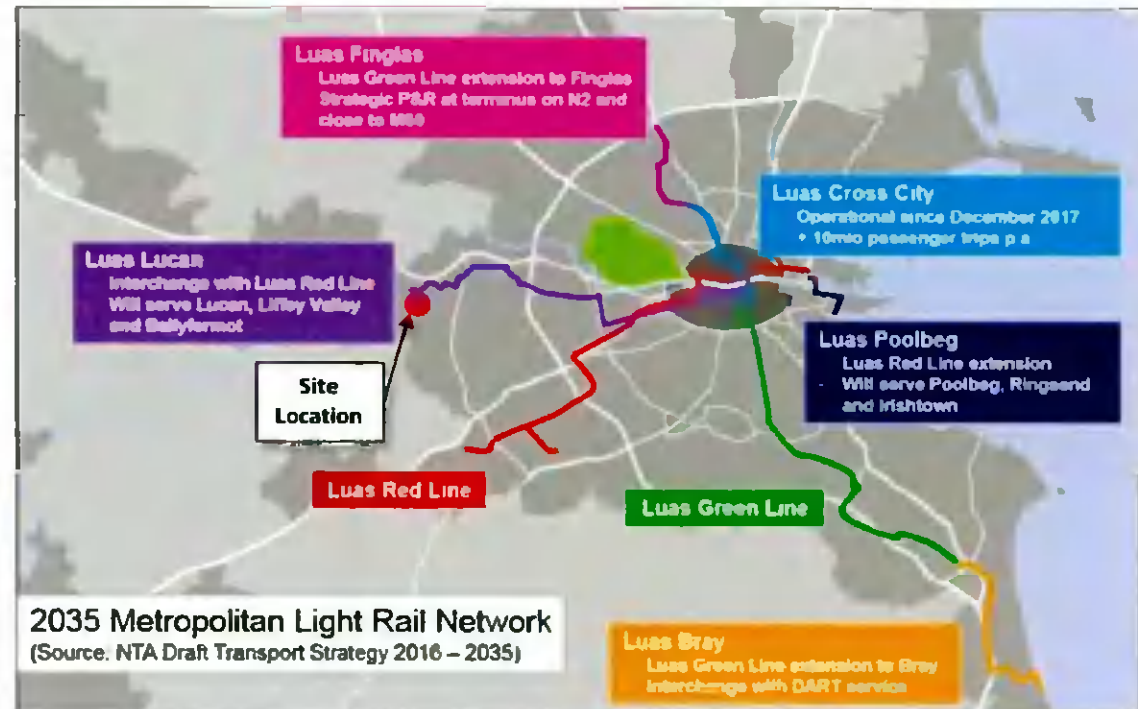 Luas Finglas
Luas Green Line extension to Finglas
Strategic P&R at terminus on N2 and
close to M50
Luas Cross City
Operational since December 2017
+ 10mio passenger trips p a
Luas Lucan
Interchange with Luas Red Line
Will serve Lucan, Liffey Valley
and Ballyfermot
Site
Location
Luas Poolbeg
Luas Red Line extension
- Will serve Poolbeg, Ringsend
and Irishtown
Luas Red Line
Luas Green Line
2035 Metropolitan Light Rail Network
(Source. NTA Draft Transport Strategy 2016 – 2035)
Luas Bray
Luas Green Line extension to Bray
Interchange with DART service